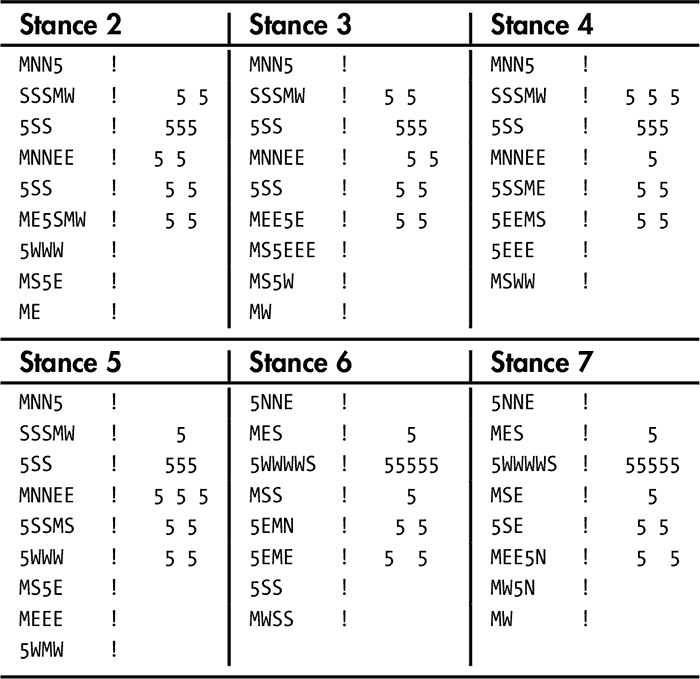 Stance 2 Stance 3 Stance 4
MNN5 ! MNN5 ! MNN5 !
SSSMW ! 5 5 SSSMW ! 5 5 SSSMW ! 5 5 5
5SS ! 555 5SS ! 555 5SS ! 555
MNNEE ! 5 5 MNNEE ! 5 5 MNNEE ! 5
5SS ! 5 5 5SS ! 5 5 5SSME ! 5 5
ME5SMW ! 5 5 MEE5E ! 5 5 5EEMS ! 5 5
5WWW ! MS5EEE ! 5EEE !
MS5E ! MS5W ! MSWW !
ME ! MW !
Stance 5 Stance 6 Stance 7
MNN5 ! 5NNE ! 5NNE !
SSSMW ! 5 MES ! 5 MES ! 5
5SS ! 555 5WWWWS ! 55555 5WWWWS ! 55555
MNNEE ! 5 5 5 MSS ! 5 MSE ! 5
5SSMS ! 5 5 5EMN ! 5 5 5SE ! 5 5
5WWW ! 5 5 5EME ! 5 5 MEE5N ! 5 5
MS5E ! 5SS ! MW5N !
MEEE ! MWSS ! MW !
5WMW !